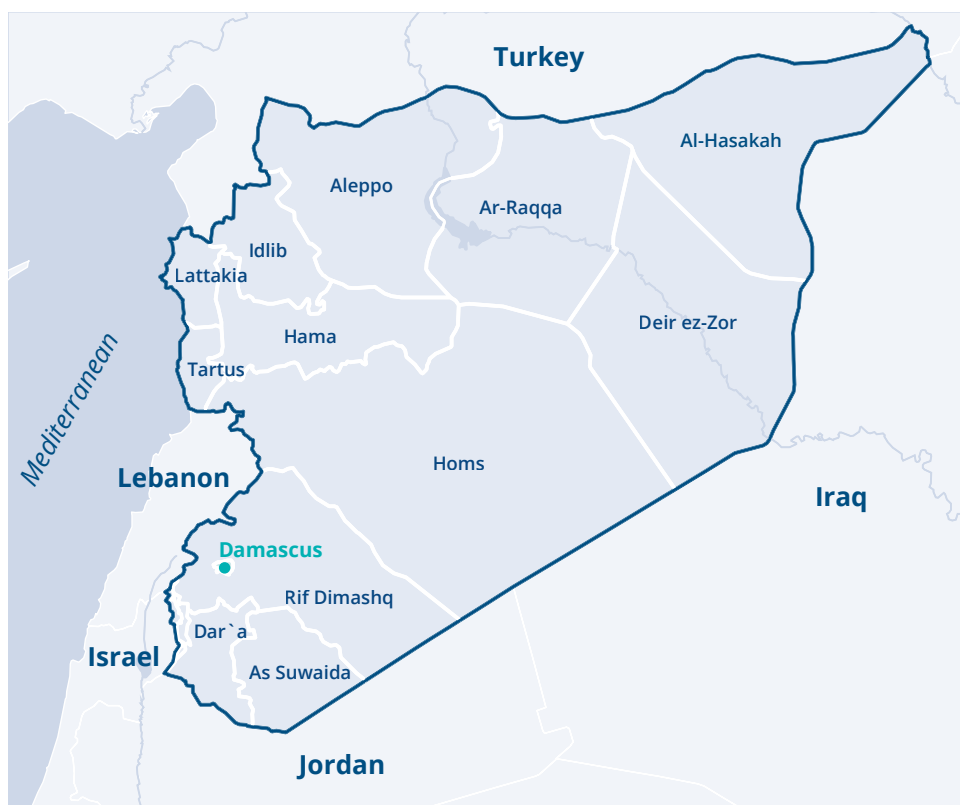 Turkey
Al-Hasakah
Aleppo
Ar-Raqqa
Idlib
Lattakia
Deir ez-Zor
Hama
Tartus
Mediterranean
Homs
Lebanon
Iraq
Damascus
Rif Dimashq
Dar`a
Israel
As Suwaida
Jordan